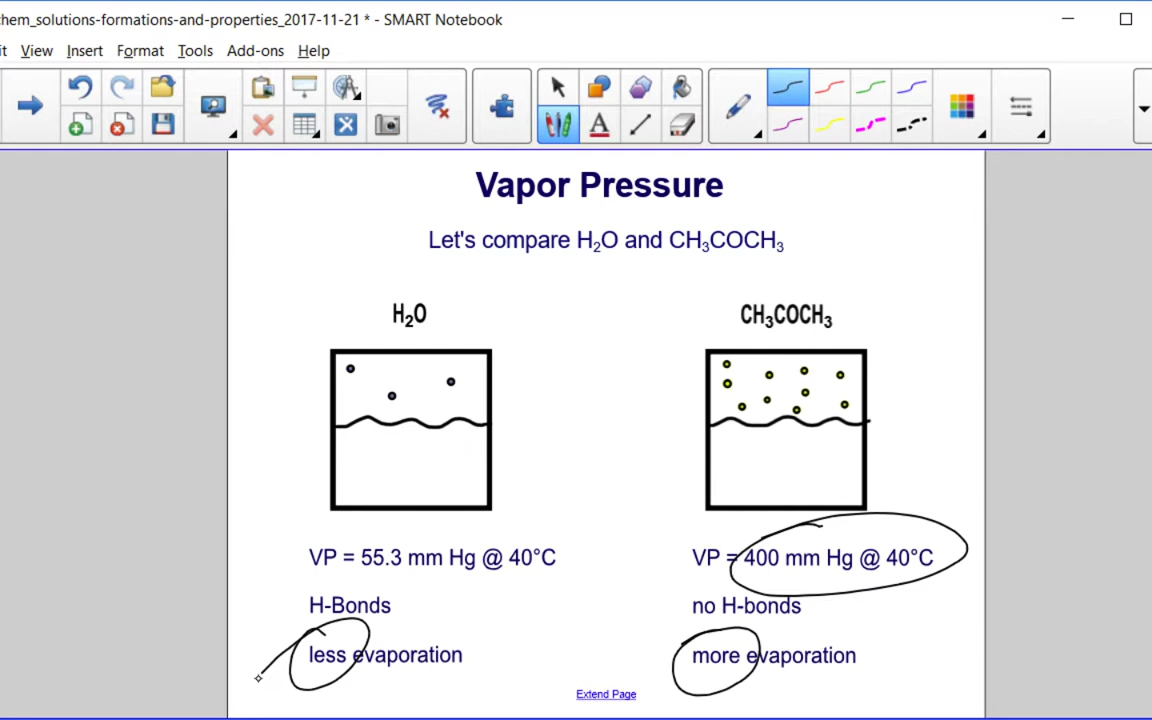 hem_solutions-formations-and-properties_2017-11-21 * - SMART Notebook
it View Insert Format Tools Add-ons Help
Vapor Pressure
Let's compare H₂O and CH₃COCH₃
H₂O
CH₃COCH₃
VP = 55.3 mm Hg @ 40°C
VP = 400 mm Hg @ 40°C
H-Bonds
no H-bonds
less evaporation
more evaporation
Extend Page